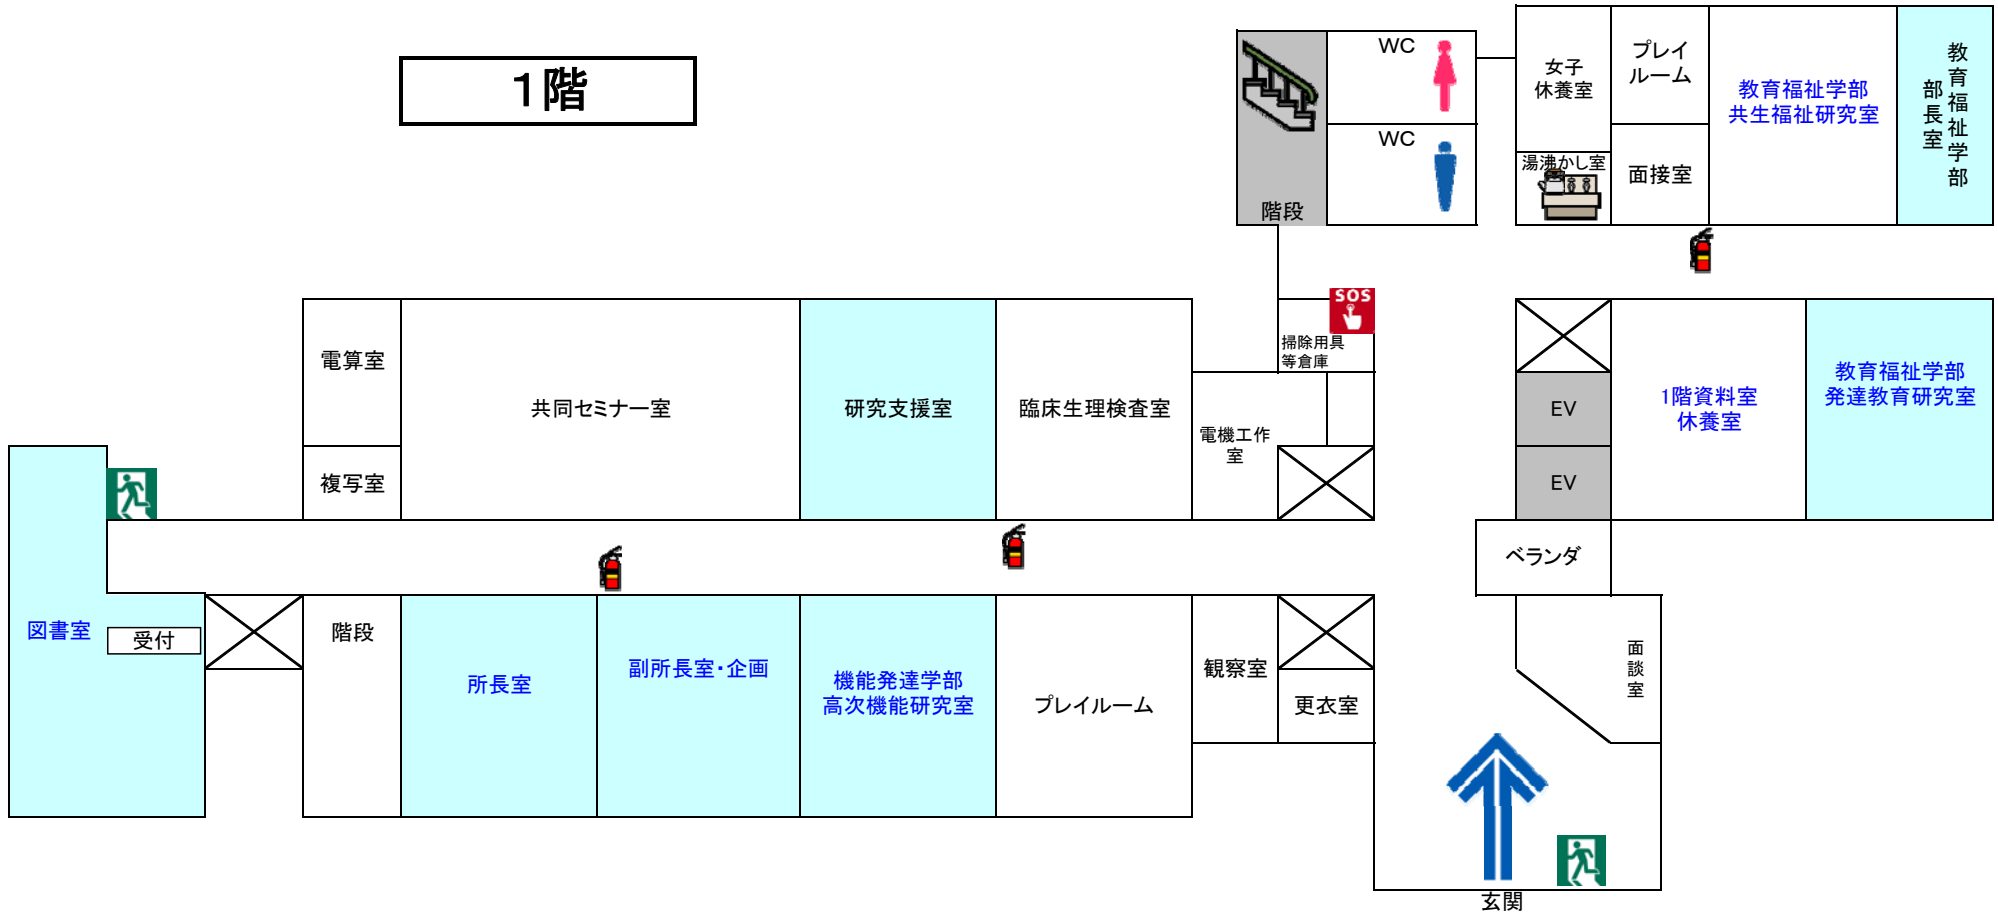 1階
WC
WC
階段
女子
休養室
湯沸かし室
プレイ
ルーム
面接室
教育福祉学部
共生福祉研究室
教育福祉学部
部長室
電算室
複写室
共同セミナー室
研究支援室
臨床生理検査室
電機工作
室
掃除用具
等倉庫
SOS
EV
EV
1階資料室
休養室
教育福祉学部
発達教育研究室
ベランダ
図書室
受付
階段
所長室
副所長室・企画
機能発達学部
高次機能研究室
プレイルーム
観察室
更衣室
面
談
室
玄関